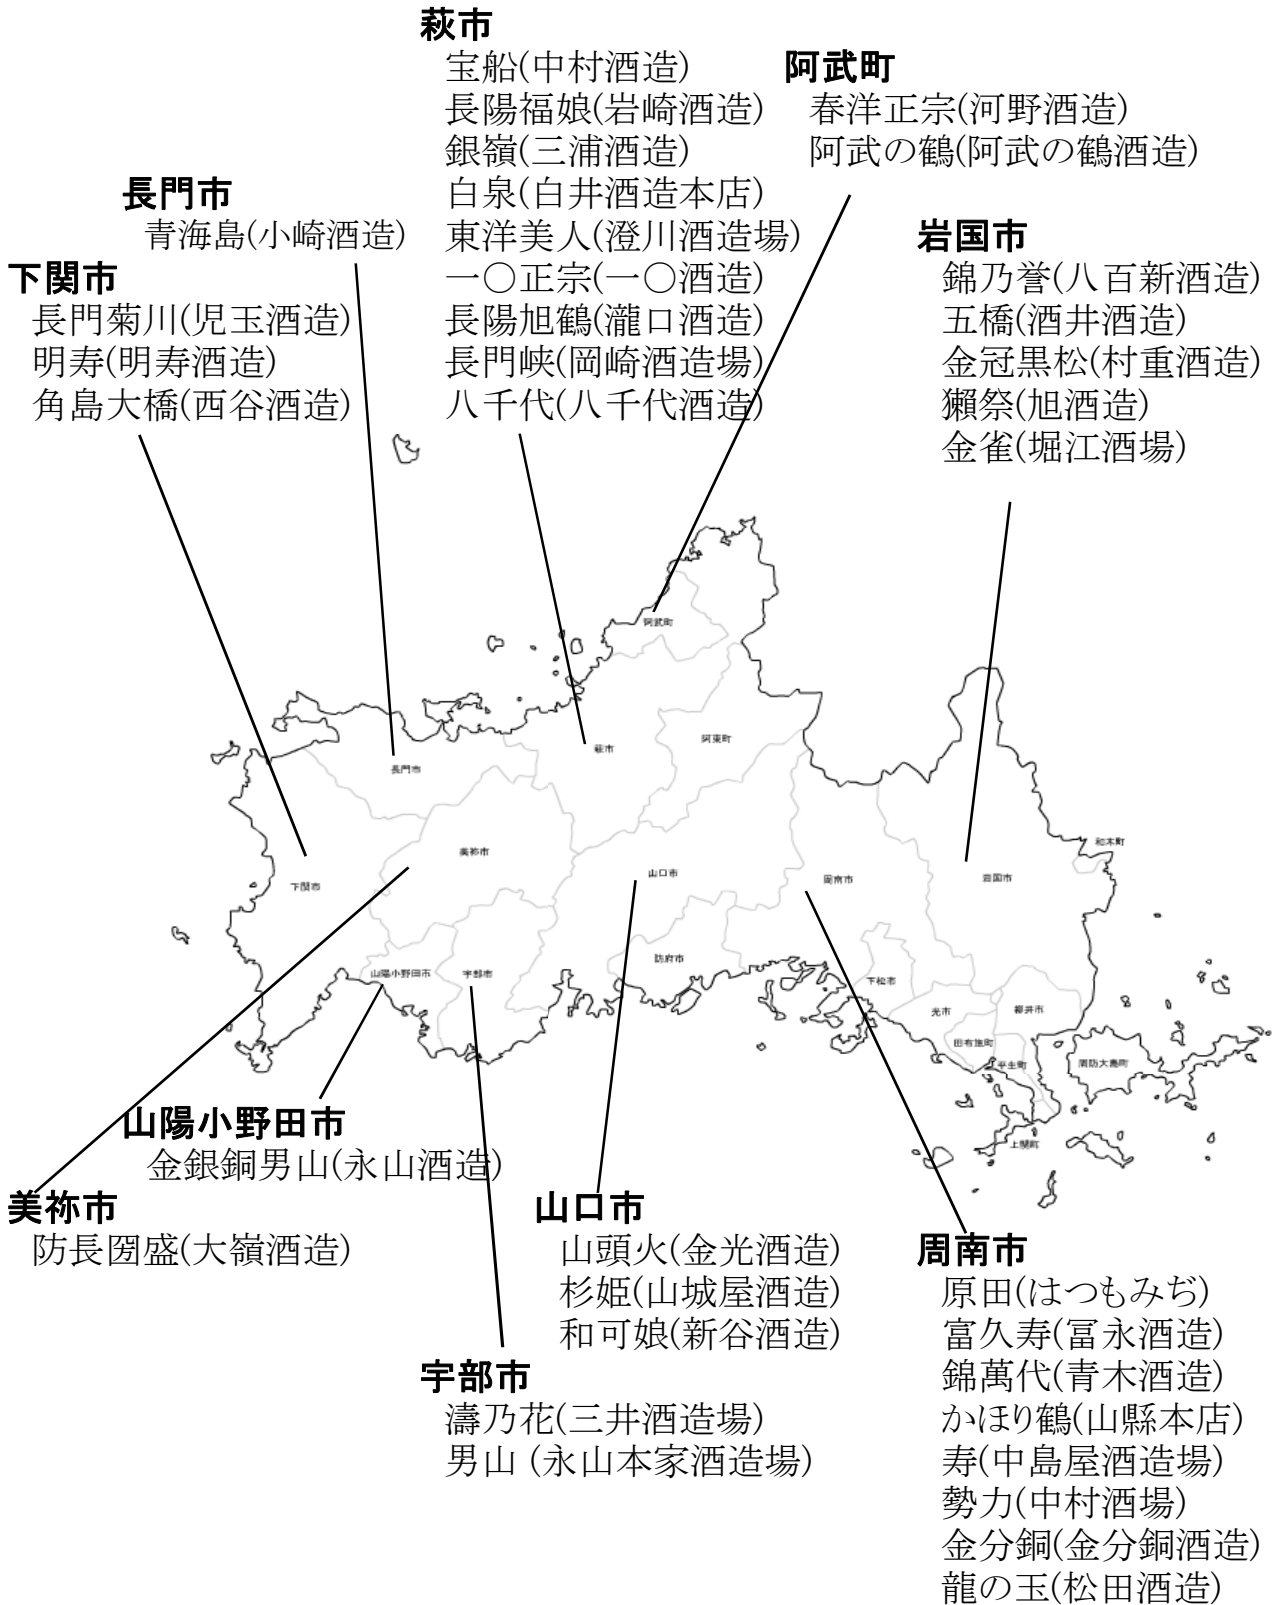 萩市
宝船(中村酒造)
長陽福娘(岩崎酒造)
銀嶺(三浦酒造)
白泉(白井酒造本店)
東洋美人(澄川酒造場)
一〇正宗(一〇酒造)
長陽旭鶴(瀧口酒造)
長門峡(岡崎酒造場)
八千代(八千代酒造)
阿武町
春洋正宗(河野酒造)
阿武の鶴(阿武の鶴酒造)
長門市
青海島(小崎酒造)
下関市
長門菊川(児玉酒造)
明寿(明寿酒造)
角島大橋(西谷酒造)
岩国市
錦乃誉(八百新酒造)
五橋(酒井酒造)
金冠黒松(村重酒造)
獺祭(旭酒造)
金雀(堀江酒場)
阿武町
阿東町
萩市
長門市
和木町
美祢市
山口市
周南市
岩国市
下関市
防府市
山陽小野田市
宇部市
下松市
光市
柳井市
田布施町
平生町
周防大島町
上関町
山陽小野田市
金銀銅男山(永山酒造)
美祢市
防長圀盛(大嶺酒造)
山口市
山頭火(金光酒造)
杉姫(山城屋酒造)
和可娘(新谷酒造)
宇部市
濤乃花(三井酒造場)
男山 (永山本家酒造場)
周南市
原田(はつもみぢ)
富久寿(冨永酒造)
錦萬代(青木酒造)
かほり鶴(山縣本店)
寿(中島屋酒造場)
勢力(中村酒場)
金分銅(金分銅酒造)
龍の玉(松田酒造)